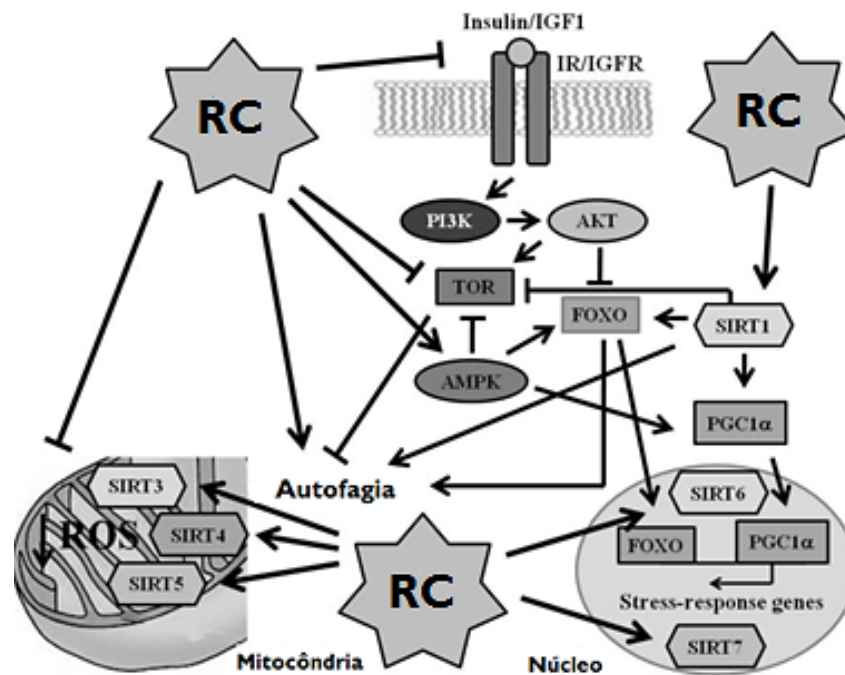 Insulin/IGF1
IR/IGFR
RC
RC
PI3K
AKT
TOR
FOXO
SIRT1
AMPK
PGC1α
SIRT3
Autofagia
SIRT6
ROS
SIRT4
FOXO
PGC1α
SIRT5
RC
Stress-response genes
SIRT7
Mitocôndria
Núcleo